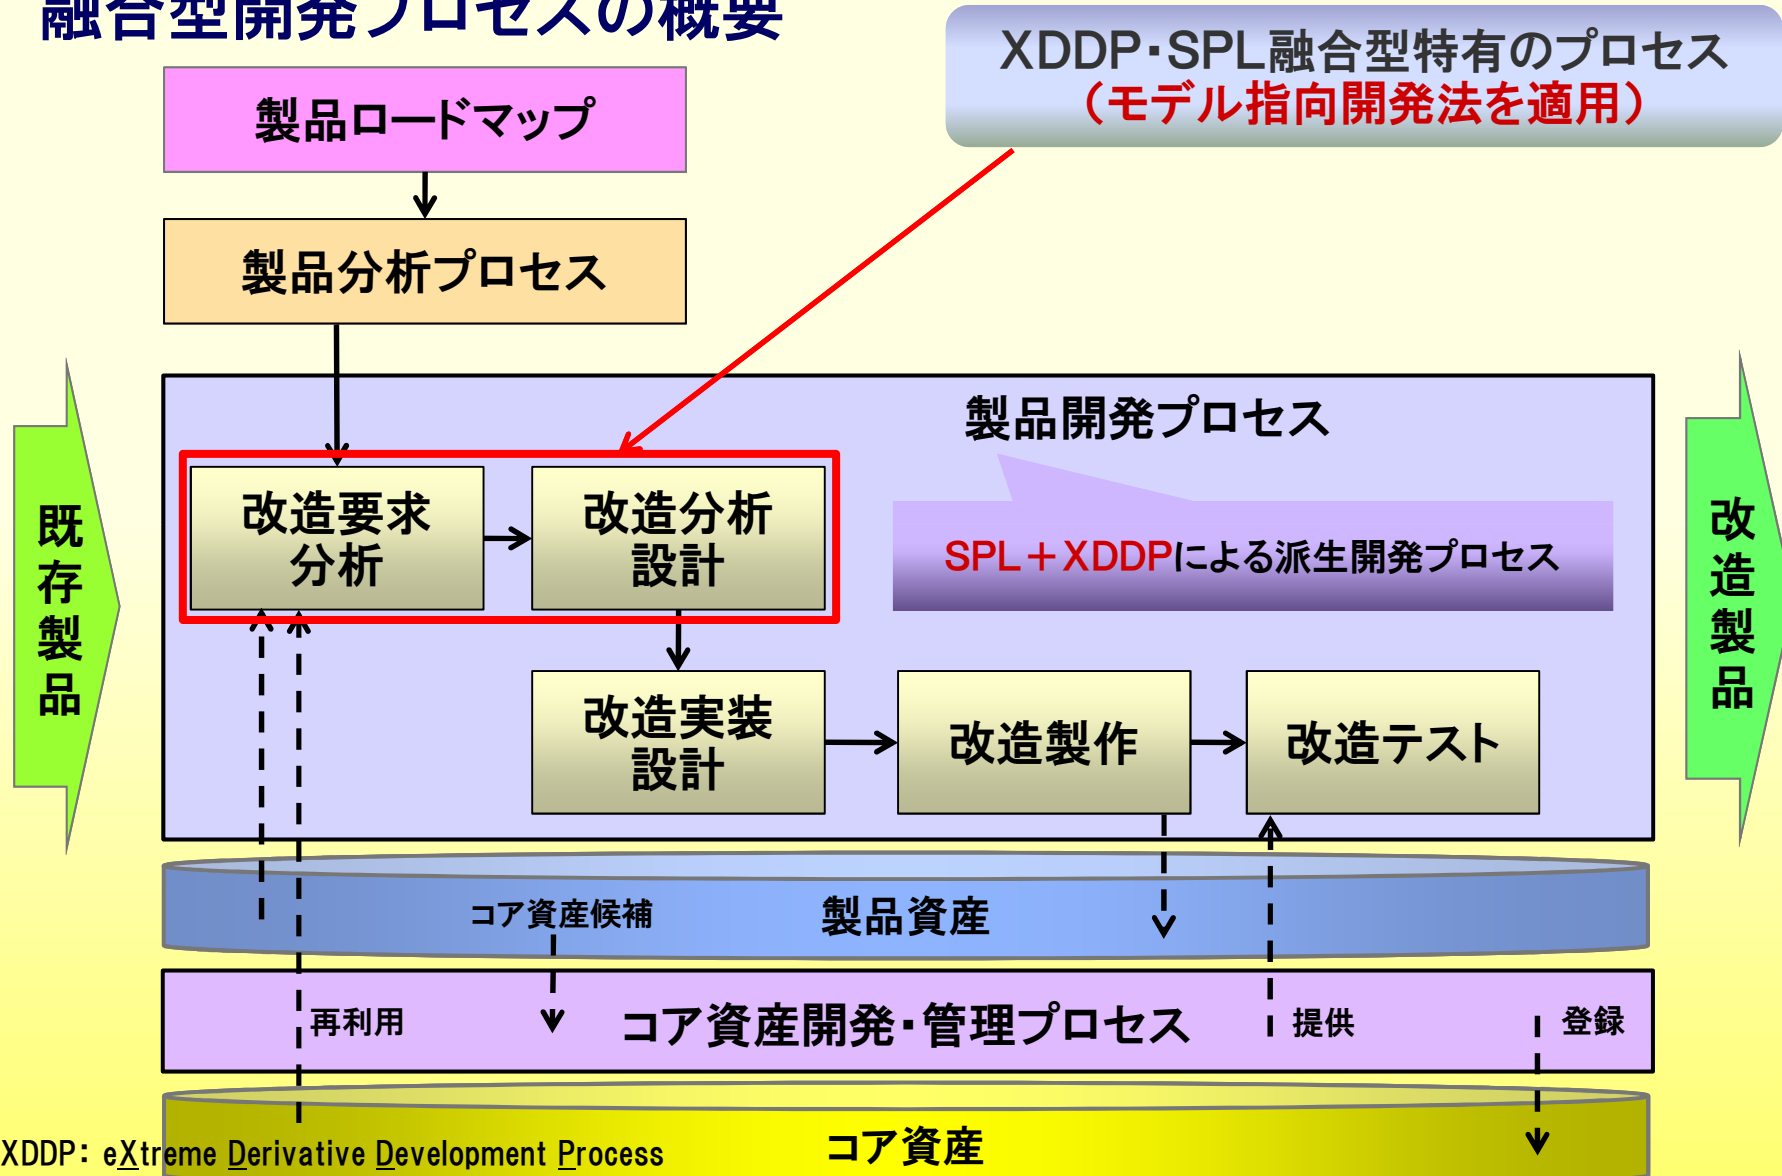 融合型開発プロセスの概要
XDDP・SPL融合型特有のプロセス
（モデル指向開発法を適用）
製品ロードマップ
製品分析プロセス
製品開発プロセス
既存製品
改造要求
分析
改造分析
設計
SPL＋XDDPによる派生開発プロセス
改造製品
改造実装
設計
改造製作
改造テスト
コア資産候補
製品資産
再利用
コア資産開発・管理プロセス
提供
登録
コア資産
XDDP： eXtreme Derivative Development Process